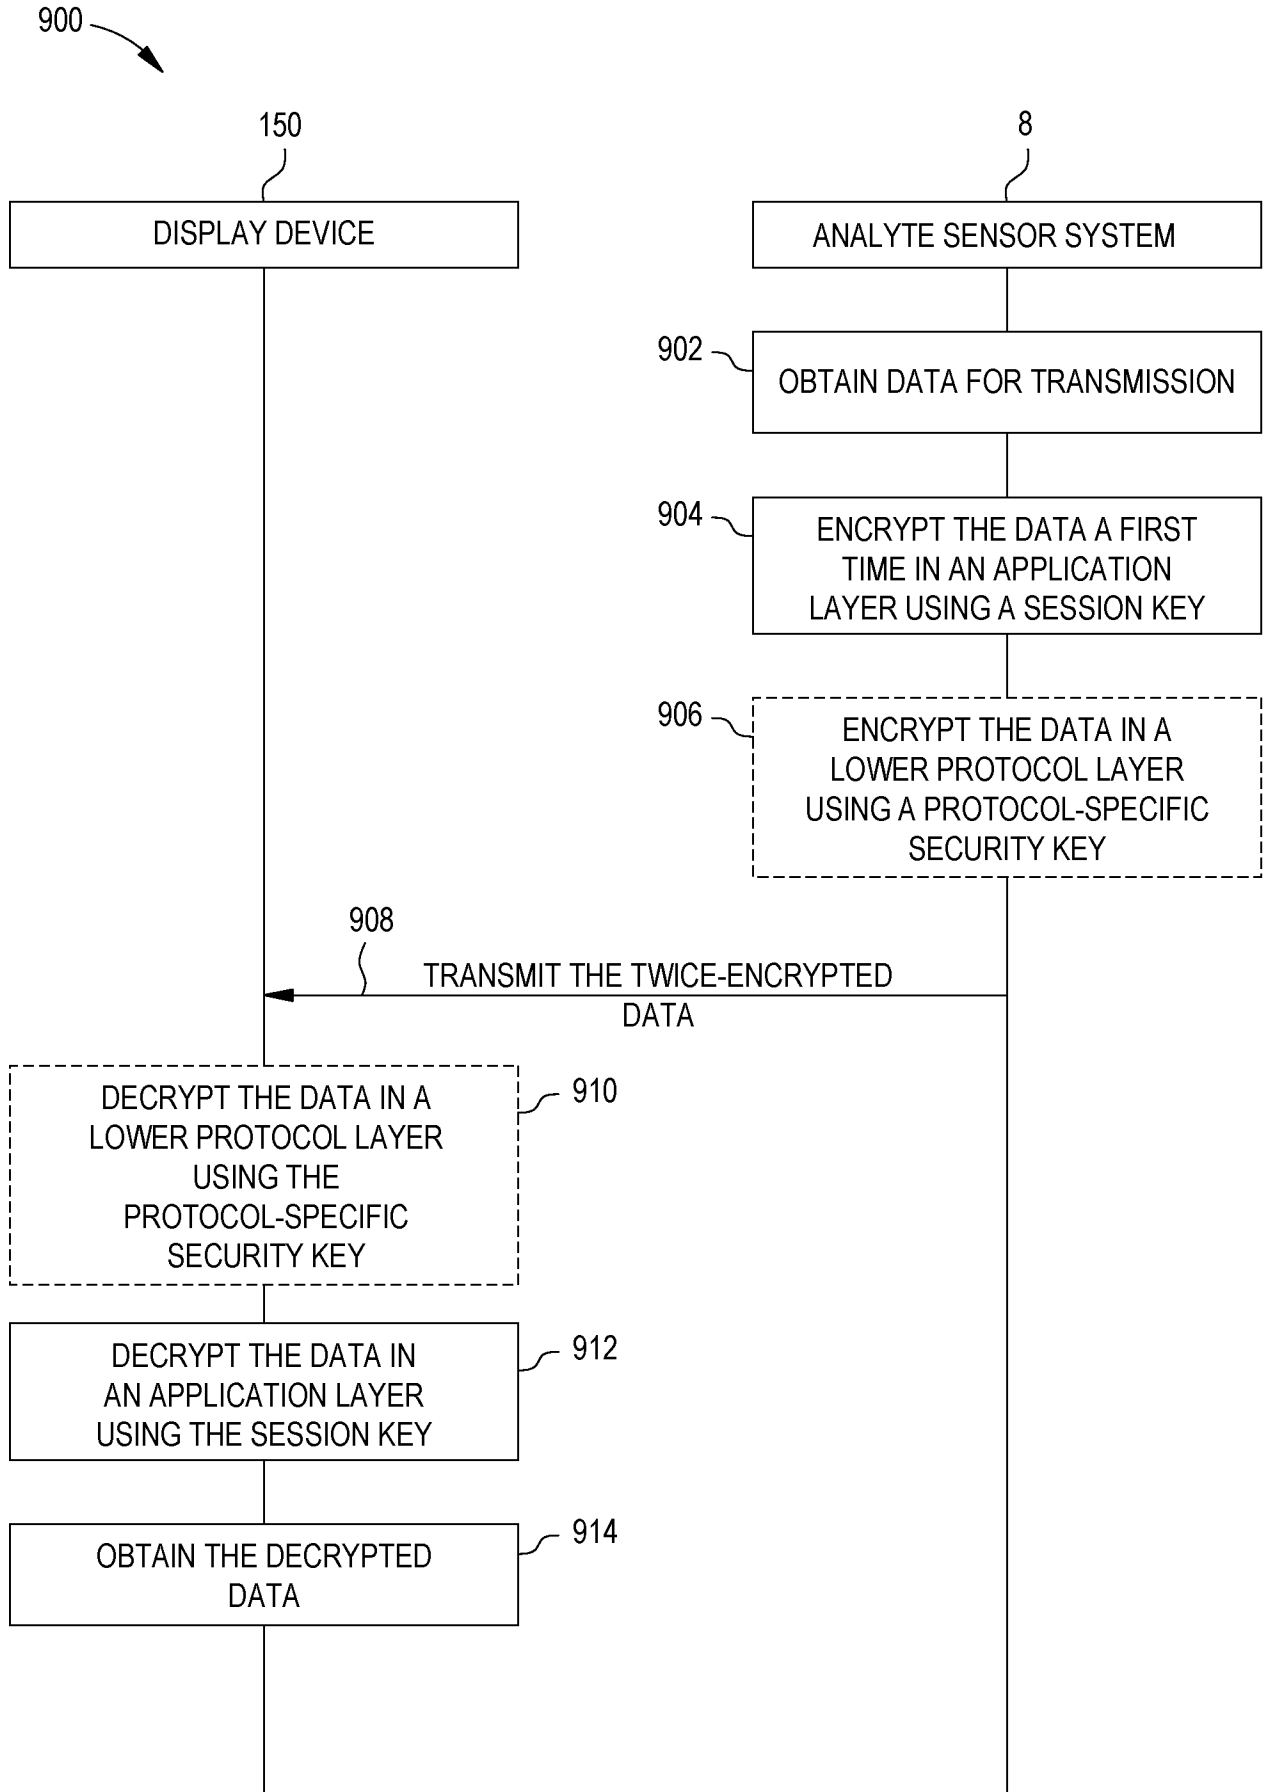 900
150
8
DISPLAY DEVICE
ANALYTE SENSOR SYSTEM
902
OBTAIN DATA FOR TRANSMISSION
904
ENCRYPT THE DATA A FIRST
TIME IN AN APPLICATION
LAYER USING A SESSION KEY
906
ENCRYPT THE DATA IN A
LOWER PROTOCOL LAYER
USING A PROTOCOL-SPECIFIC
SECURITY KEY
908
TRANSMIT THE TWICE-ENCRYPTED
DATA
910
DECRYPT THE DATA IN A
LOWER PROTOCOL LAYER
USING THE
PROTOCOL-SPECIFIC
SECURITY KEY
912
DECRYPT THE DATA IN
AN APPLICATION LAYER
USING THE SESSION KEY
914
OBTAIN THE DECRYPTED
DATA